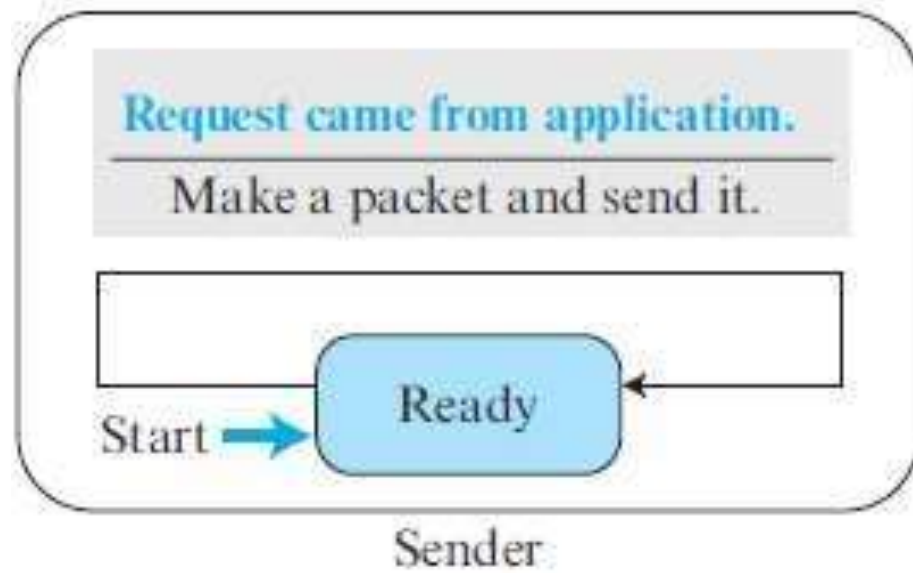 Request came from application.
Make a packet and send it.
Ready
Start
Sender